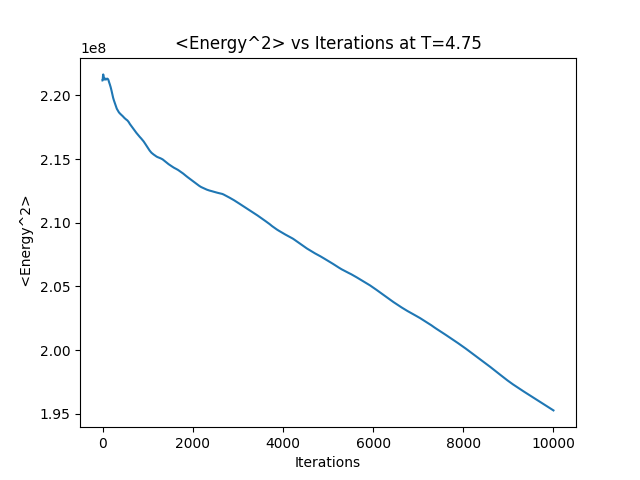 <Energy^2> vs Iterations at T=4.75
1e8
2.20
2.15
2.10
2.05
2.00
1.95
<Energy^2>
0 2000 4000 6000 8000 10000
Iterations